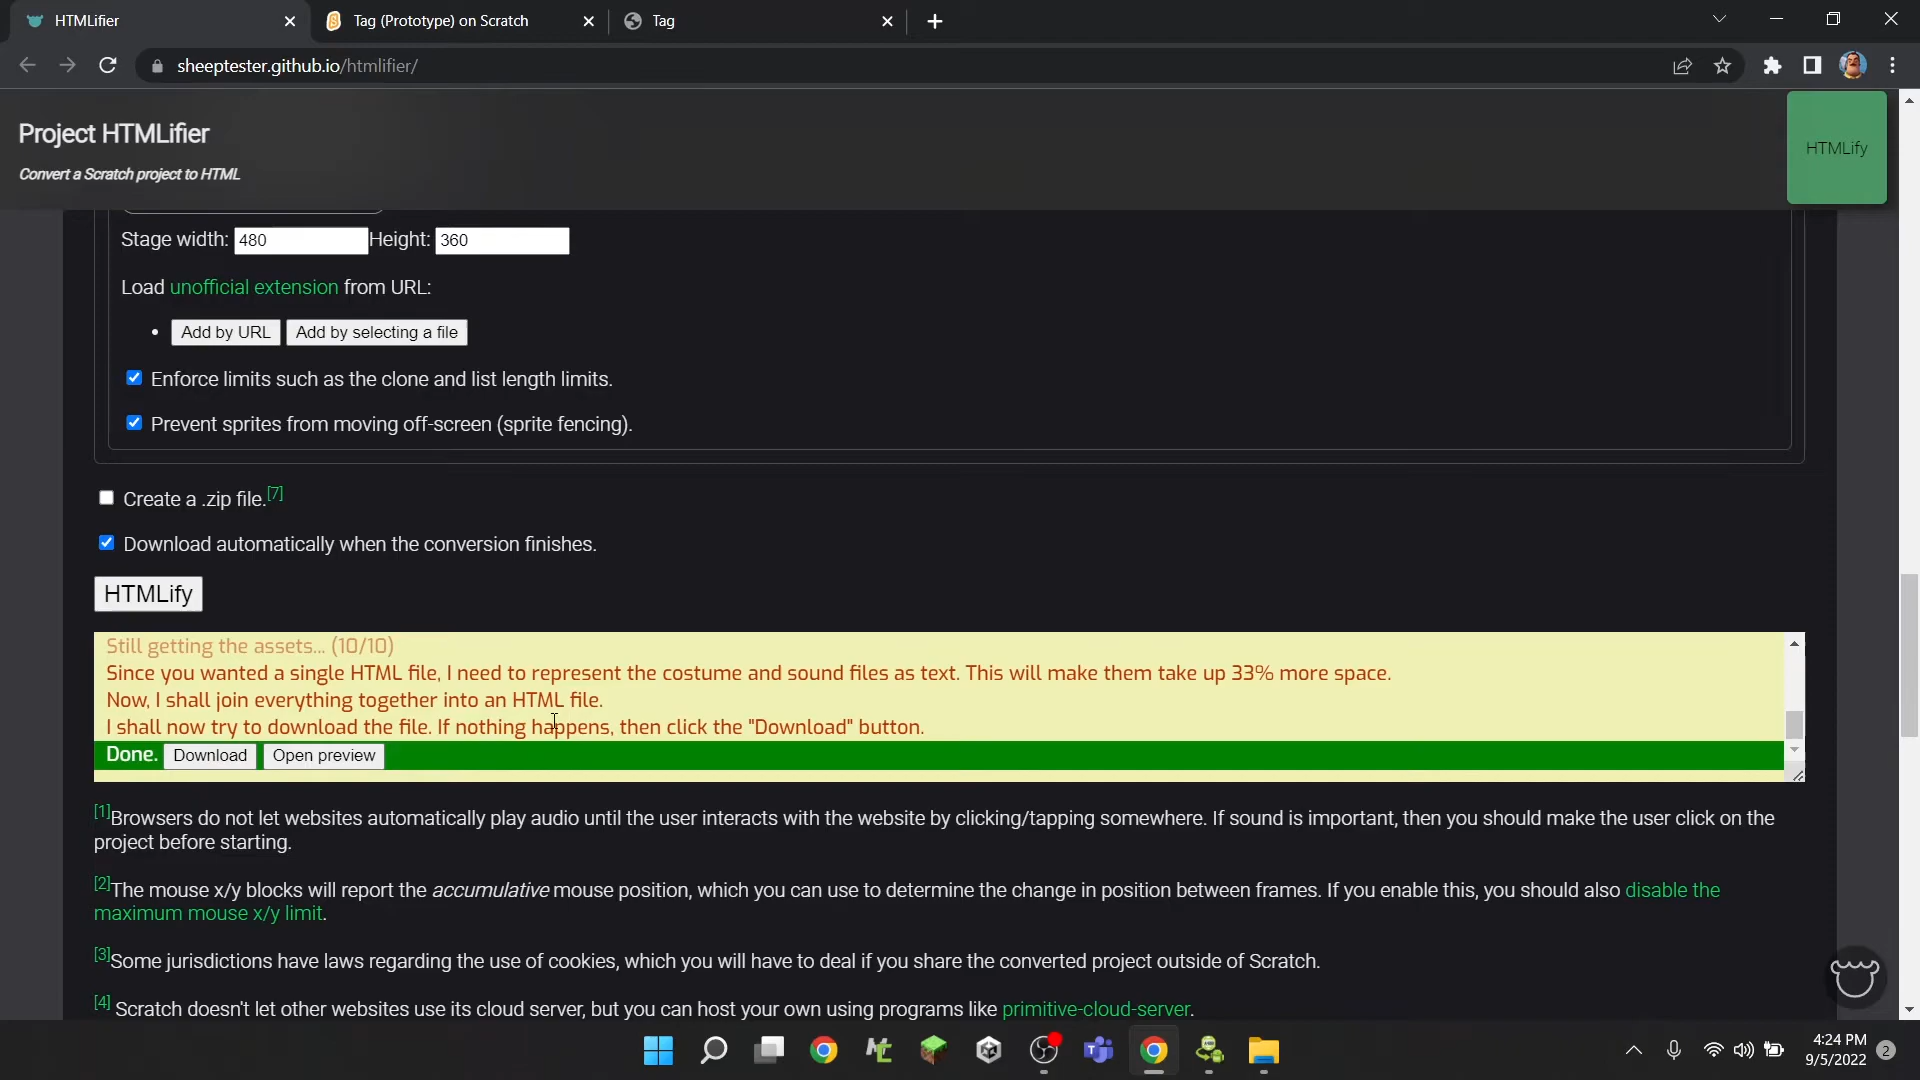 HTMLifier
Tag (Prototype) on Scratch
Tag
sheeptester.github.io/htmlifier/
Project HTMLifier
Convert a Scratch project to HTML
HTMLify
Stage width: 480 Height: 360
Load unofficial extension from URL:
Add by URL Add by selecting a file
Enforce limits such as the clone and list length limits.
Prevent sprites from moving off-screen (sprite fencing).
Create a .zip file.[7]
Download automatically when the conversion finishes.
HTMLify
Still getting the assets... (10/10)
Since you wanted a single HTML file, I need to represent the costume and sound files as text. This will make them take up 33% more space.
Now, I shall join everything together into an HTML file.
I shall now try to download the file. If nothing happens, then click the "Download" button.
Done. Download Open preview
[1]Browsers do not let websites automatically play audio until the user interacts with the website by clicking/tapping somewhere. If sound is important, then you should make the user click on the
project before starting.
[2]The mouse x/y blocks will report the accumulative mouse position, which you can use to determine the change in position between frames. If you enable this, you should also disable the
maximum mouse x/y limit.
[3]Some jurisdictions have laws regarding the use of cookies, which you will have to deal if you share the converted project outside of Scratch.
[4] Scratch doesn't let other websites use its cloud server, but you can host your own using programs like primitive-cloud-server.
4:24 PM
9/5/2022
2